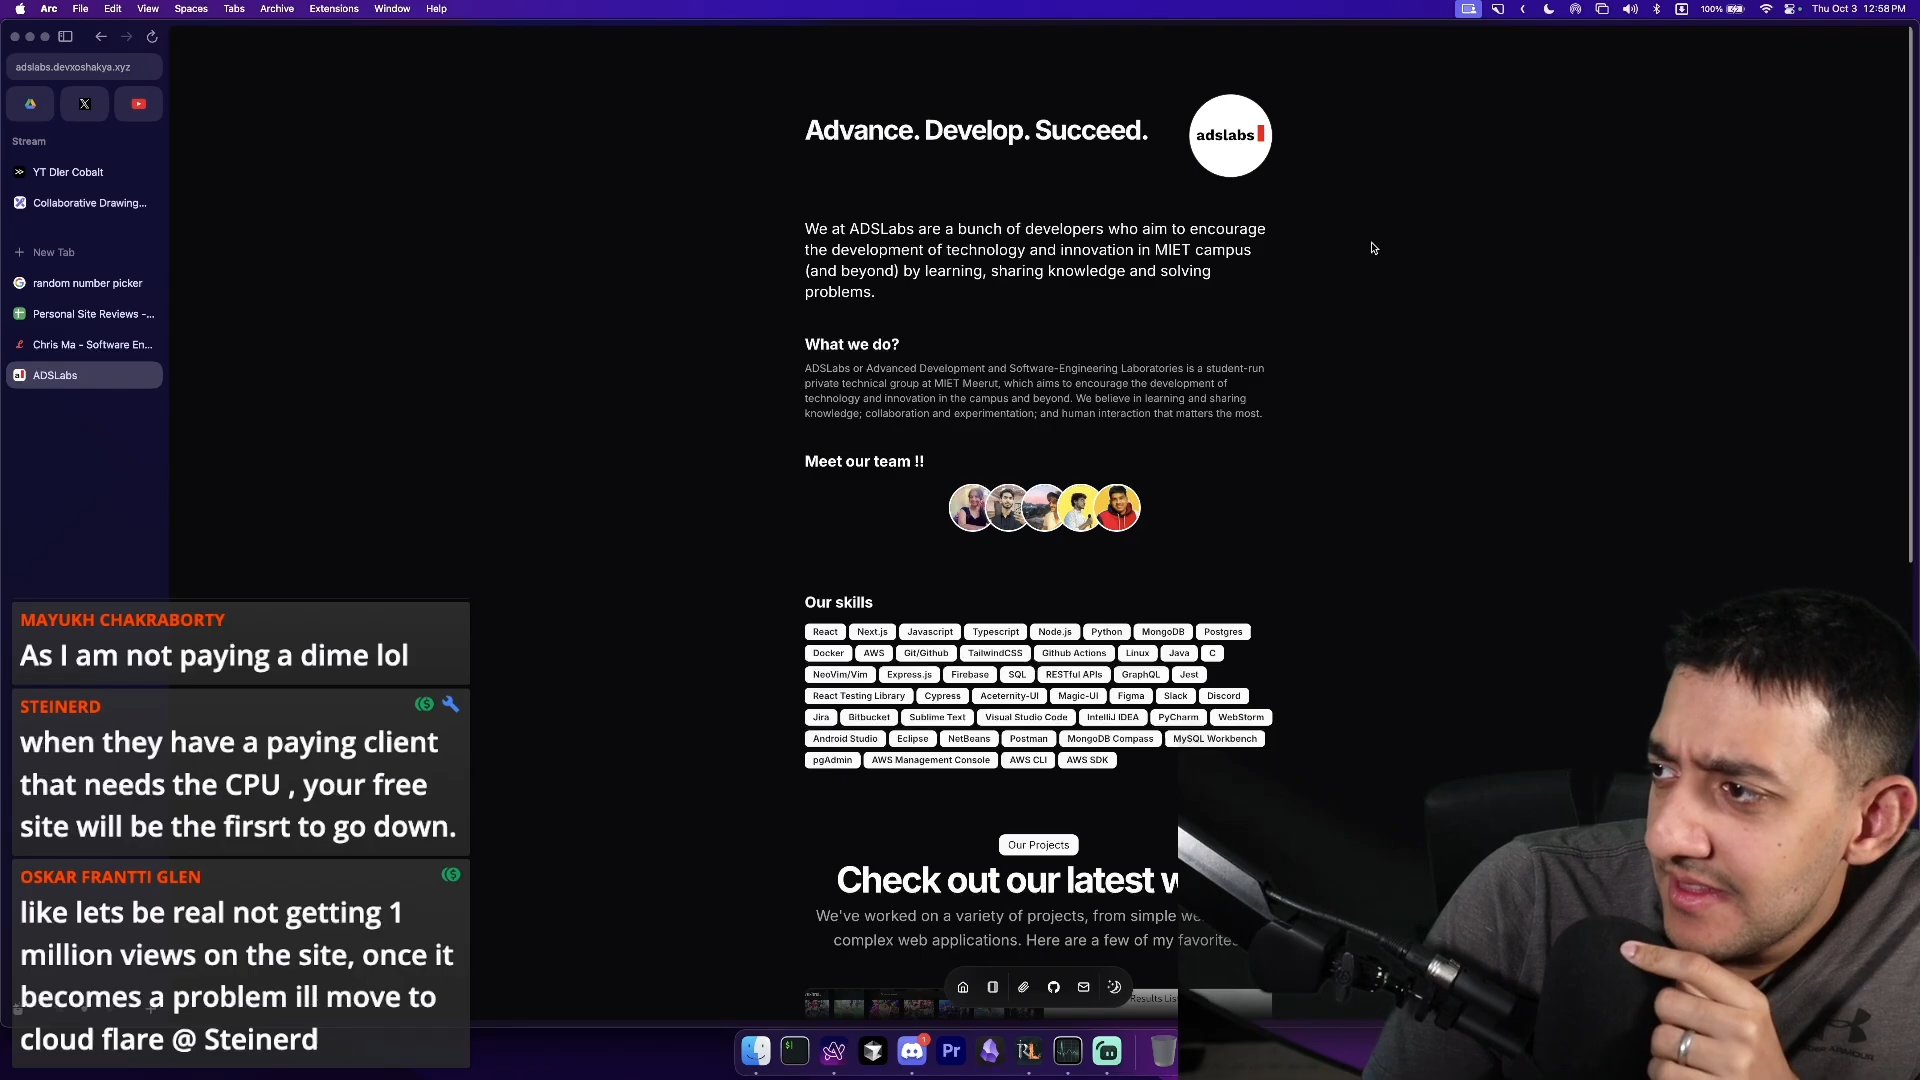 Arc File Edit View Spaces Tabs Archive Extensions Window Help
100% Thu Oct 3 12:58 PM
adslabs.devxoshakya.xyz
Stream
YT Dler Cobalt
Collaborative Drawing...
+ New Tab
random number picker
Personal Site Reviews -...
Chris Ma - Software En...
ADSLabs
Advance. Develop. Succeed.
adslabs
We at ADSLabs are a bunch of developers who aim to encourage
the development of technology and innovation in MIET campus
(and beyond) by learning, sharing knowledge and solving
problems.
What we do?
ADSLabs or Advanced Development and Software-Engineering Laboratories is a student-run
private technical group at MIET Meerut, which aims to encourage the development of
technology and innovation in the campus and beyond. We believe in learning and sharing
knowledge; collaboration and experimentation; and human interaction that matters the most.
Meet our team !!
Our skills
React Next.js Javascript Typescript Node.js Python MongoDB Postgres
Docker AWS Git/Github TailwindCSS Github Actions Linux Java C
NeoVim/Vim Express.js Firebase SQL RESTful APIs GraphQL Jest
React Testing Library Cypress Aceternity-UI Magic-UI Figma Slack Discord
Jira Bitbucket Sublime Text Visual Studio Code IntelliJ IDEA PyCharm WebStorm
Android Studio Eclipse NetBeans Postman MongoDB Compass MySQL Workbench
pgAdmin AWS Management Console AWS CLI AWS SDK
Our Projects
Check out our latest w
We've worked on a variety of projects, from simple we
complex web applications. Here are a few of my favorite
Results Lis
MAYUKH CHAKRABORTY
As I am not paying a dime lol
STEINERD
when they have a paying client
that needs the CPU , your free
site will be the firsrt to go down.
OSKAR FRANTTI GLEN
like lets be real not getting 1
million views on the site, once it
becomes a problem ill move to
cloud flare @ Steinerd
Pr
1
UNDER ARMOUR